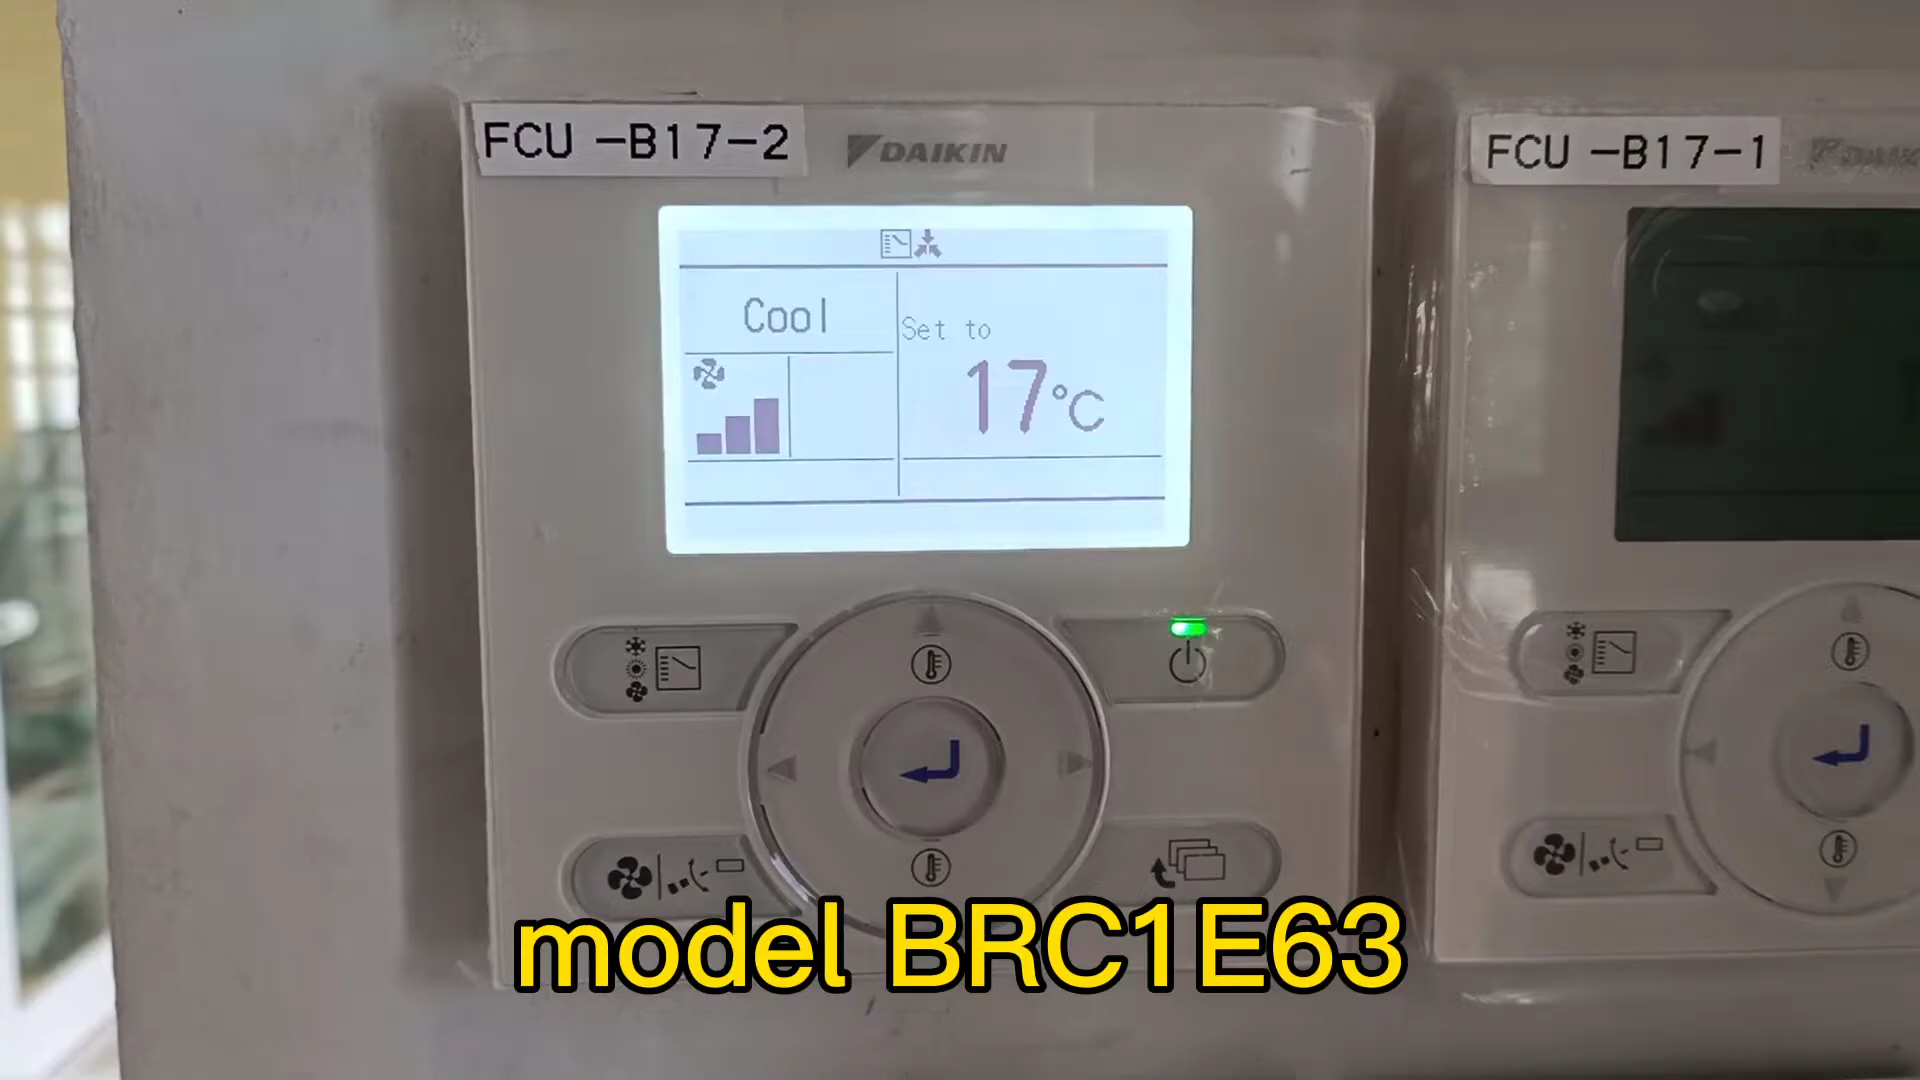 FCU -B17-2
DAIKIN
FCU -B17-1
Cool
Set to
17°C
model BRC1E63